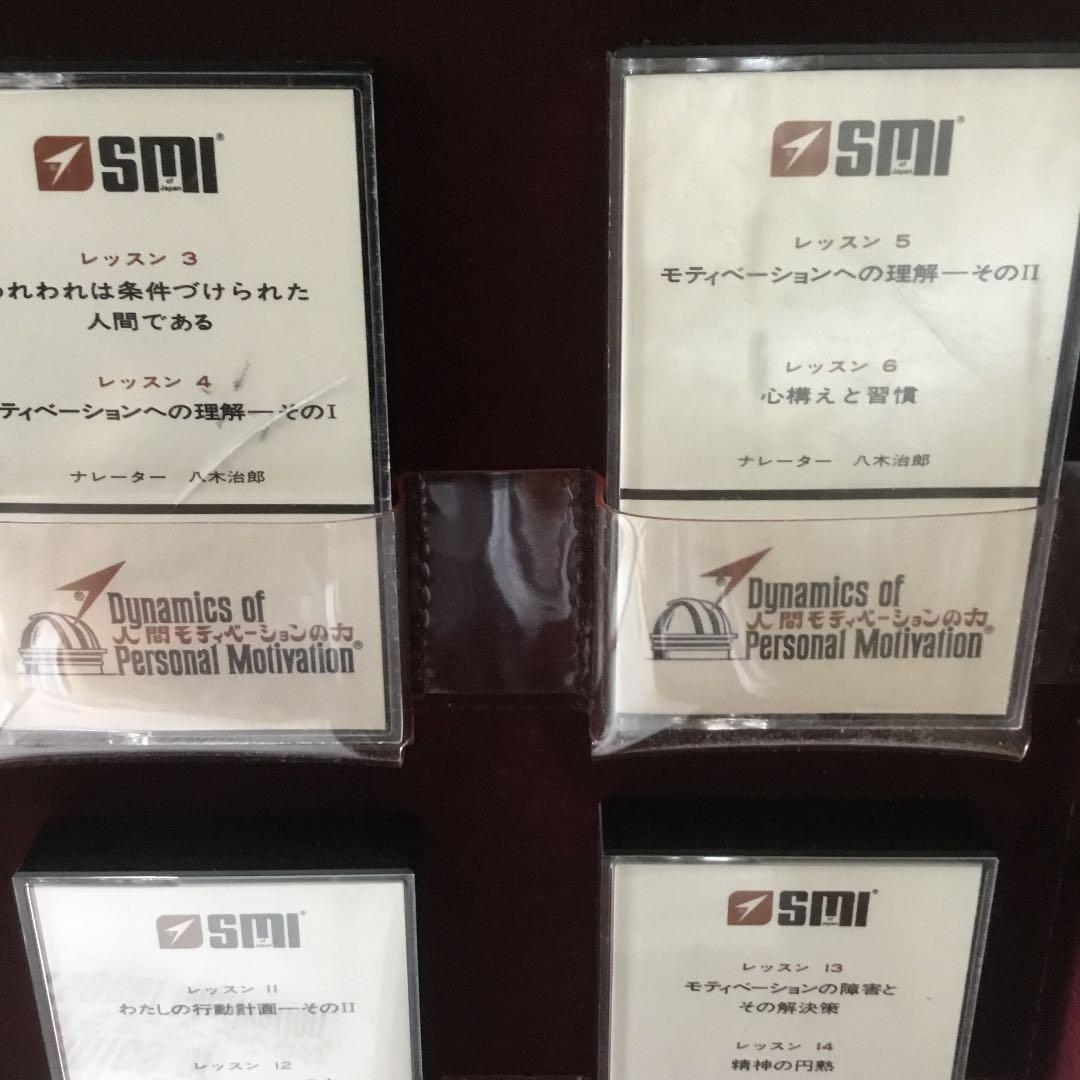 SMI®
of Japan
レッスン 3
われわれは条件づけられた
人間である
レッスン 4
ティベーションへの理解―そのI
ナレーター 八木治郎
Dynamics of
人間モティベーションの力
Personal Motivation®
SMI®
of Japan
レッスン 5
モティベーションへの理解―そのII
レッスン 6
心構えと習慣
ナレーター 八木治郎
Dynamics of
人間モティベーションの力
Personal Motivation®
SMI®
of Japan
レッスン 11
わたしの行動計画―そのII
レッスン 12
SMI®
of Japan
レッスン 13
モティベーションの障害と
その解決策
レッスン 14
精神の円熟